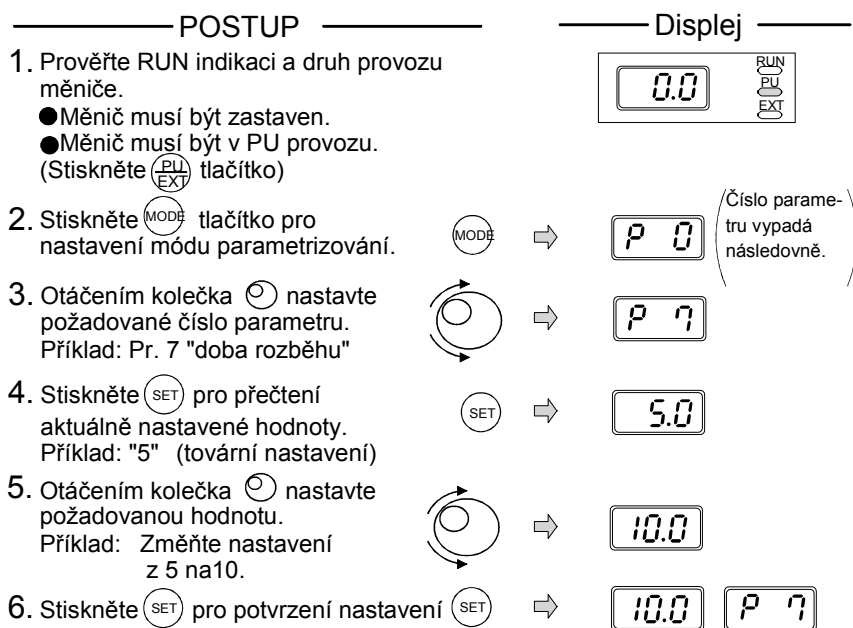 POSTUP
Displej
1. Prověřte RUN indikaci a druh provozu
měniče.
●Měnič musí být zastaven.
●Měnič musí být v PU provozu.
(Stiskněte PU/EXT tlačítko)
0.0
RUN
PU
EXT
2. Stiskněte MODE tlačítko pro
nastavení módu parametrizování.
MODE
P 0
Číslo parame-
tru vypadá
následovně.
3. Otáčením kolečka nastavte
požadované číslo parametru.
Příklad: Pr. 7 "doba rozběhu"
P 7
4. Stiskněte SET pro přečtení
aktuálně nastavené hodnoty.
Příklad: "5" (tovární nastavení)
SET
5.0
5. Otáčením kolečka nastavte
požadovanou hodnotu.
Příklad: Změňte nastavení
z 5 na10.
10.0
6. Stiskněte SET pro potvrzení nastavení SET
10.0 P 7